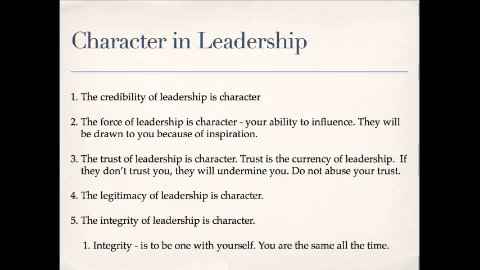 Character in Leadership
1. The credibility of leadership is character
2. The force of leadership is character - your ability to influence. They will
be drawn to you because of inspiration.
3. The trust of leadership is character. Trust is the currency of leadership. If
they don't trust you, they will undermine you. Do not abuse your trust.
4. The legitimacy of leadership is character.
5. The integrity of leadership is character.
1. Integrity - is to be one with yourself. You are the same all the time.